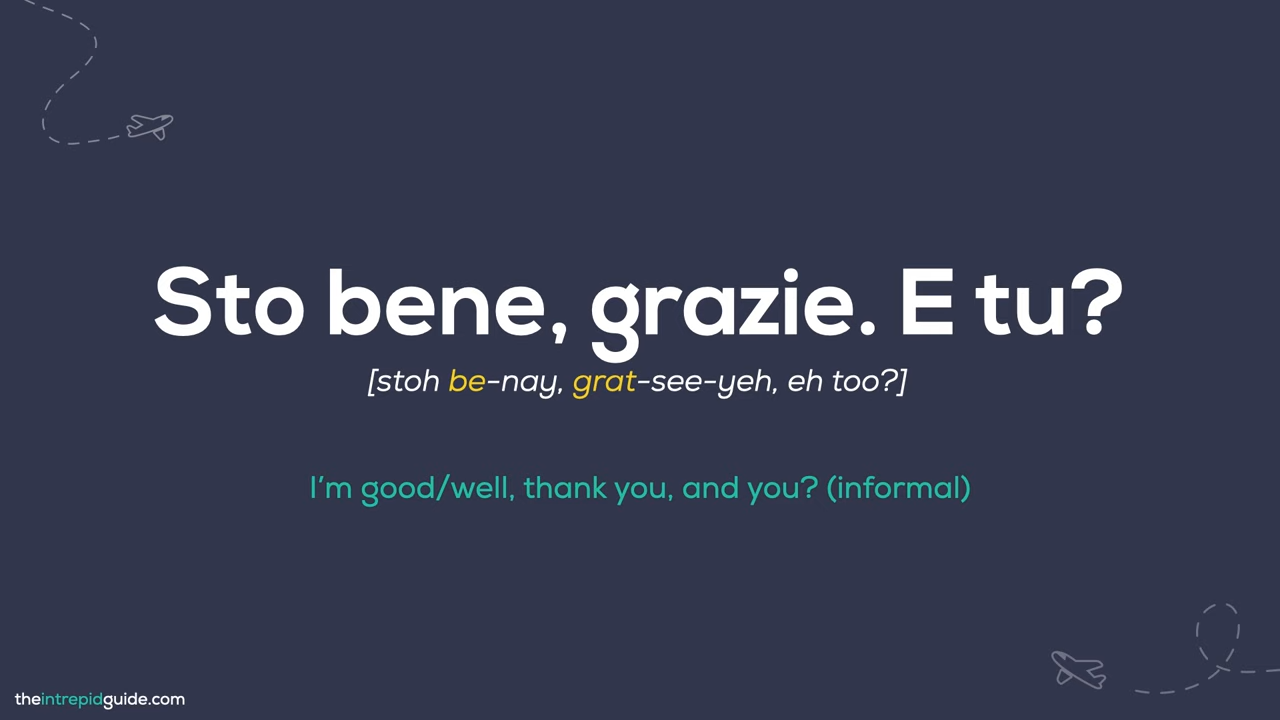 Sto bene, grazie. E tu?
[stoh be-nay, grat-see-yeh, eh too?]
I'm good/well, thank you, and you? (informal)
theintrepidguide.com